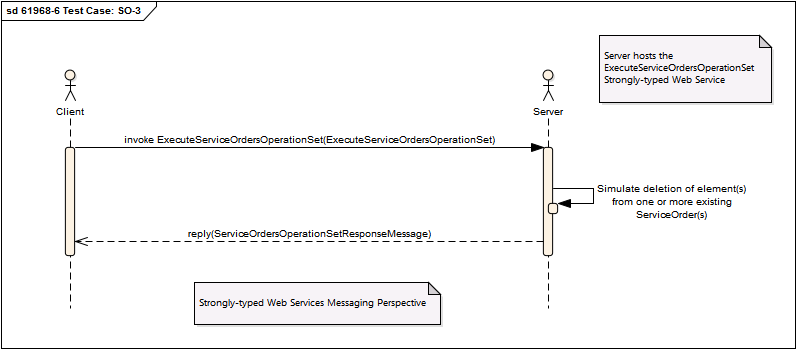 sd 61968-6 Test Case: SO-3
Server hosts the
ExecuteServiceOrdersOperationSet
Strongly-typed Web Service
Client
Server
invoke ExecuteServiceOrdersOperationSet(ExecuteServiceOrdersOperationSet)
Simulate deletion of element(s)
from one or more existing
ServiceOrder(s)
reply(ServiceOrdersOperationSetResponseMessage)
Strongly-typed Web Services Messaging Perspective